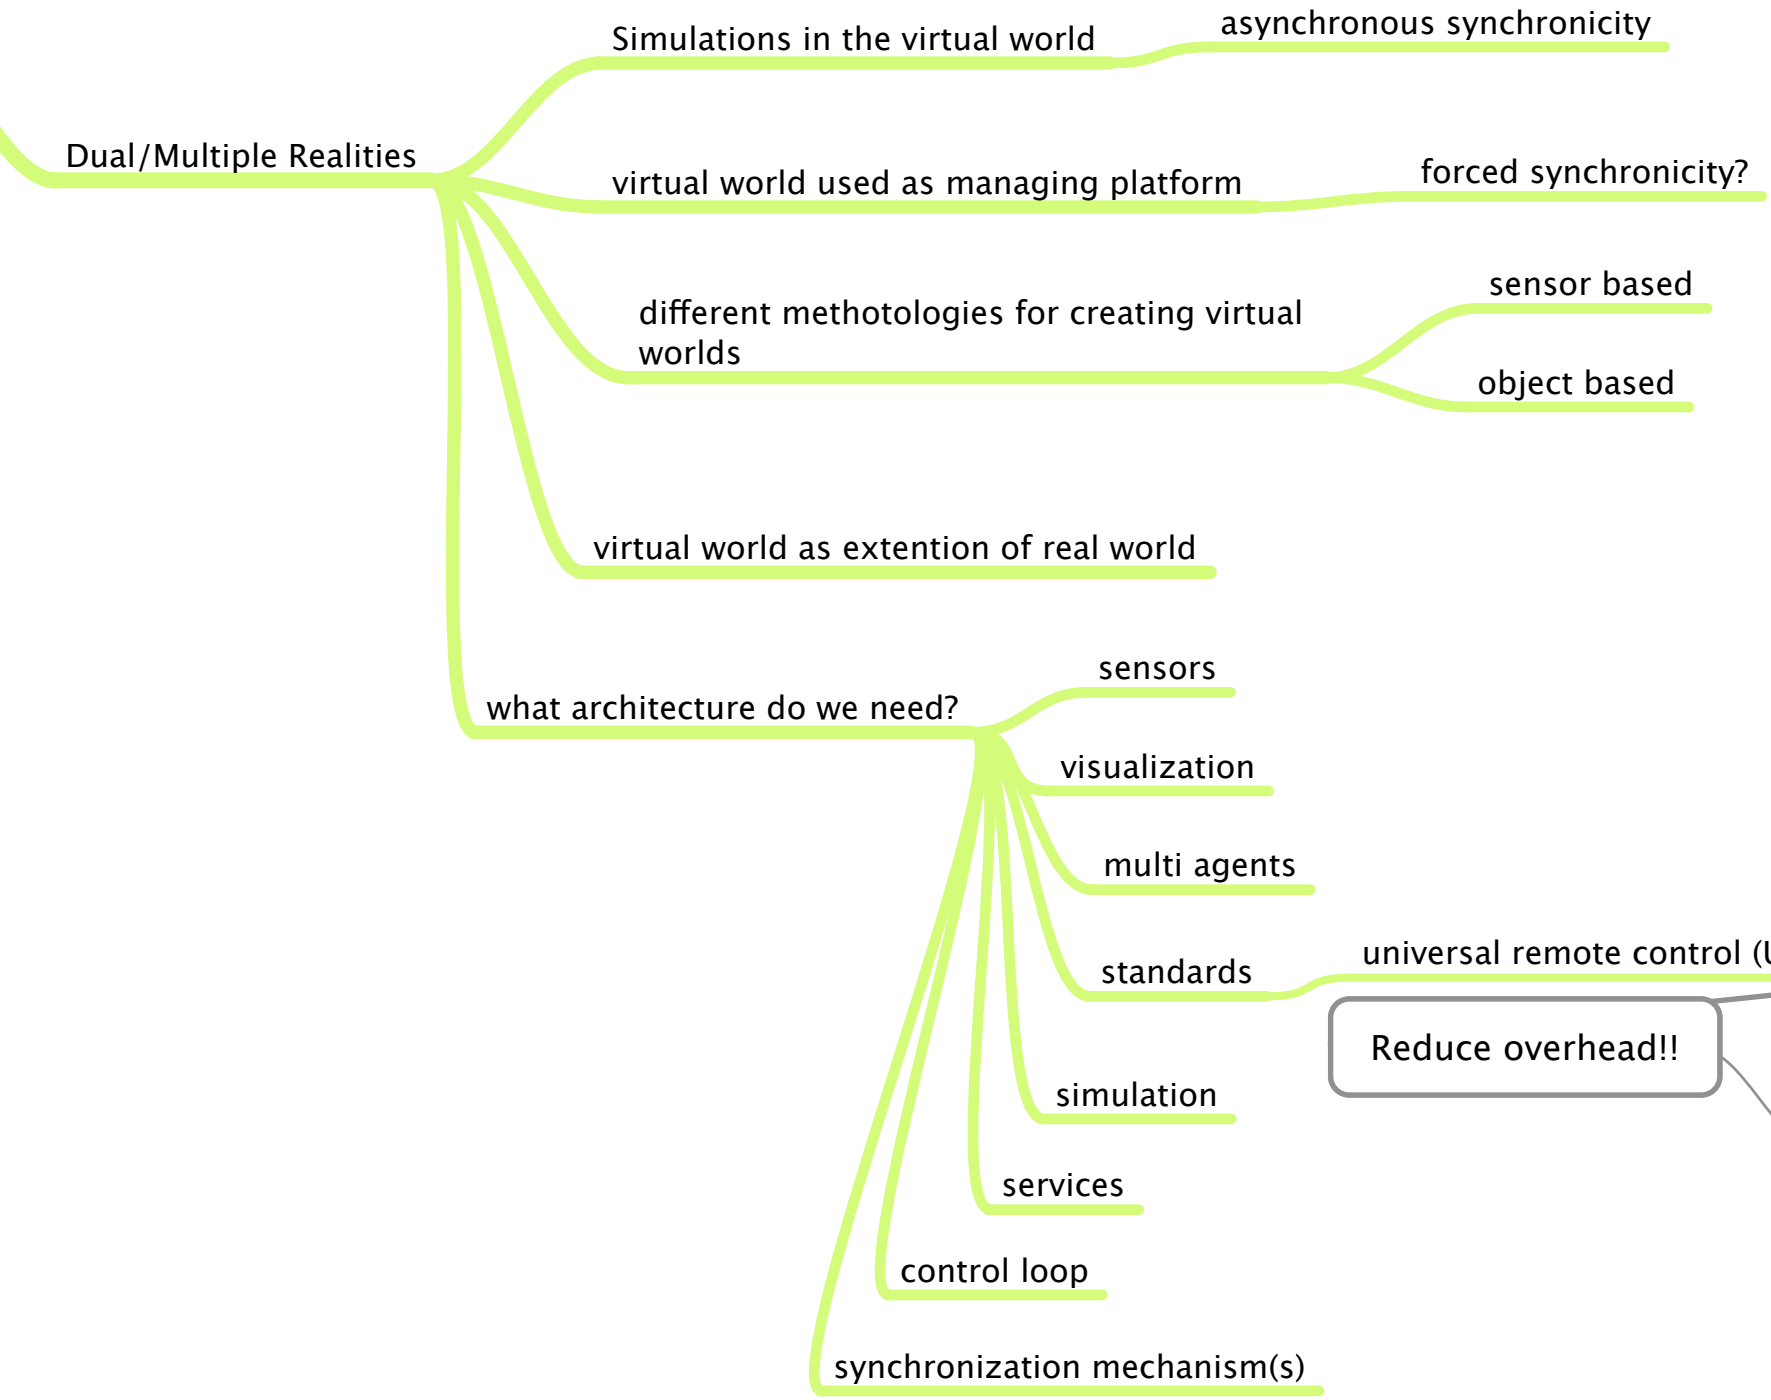 Simulations in the virtual world
asynchronous synchronicity
Dual/Multiple Realities
virtual world used as managing platform
forced synchronicity?
different methotologies for creating virtual
worlds
sensor based
object based
virtual world as extention of real world
what architecture do we need?
sensors
visualization
multi agents
standards
universal remote control (U
Reduce overhead!!
simulation
services
control loop
synchronization mechanism(s)